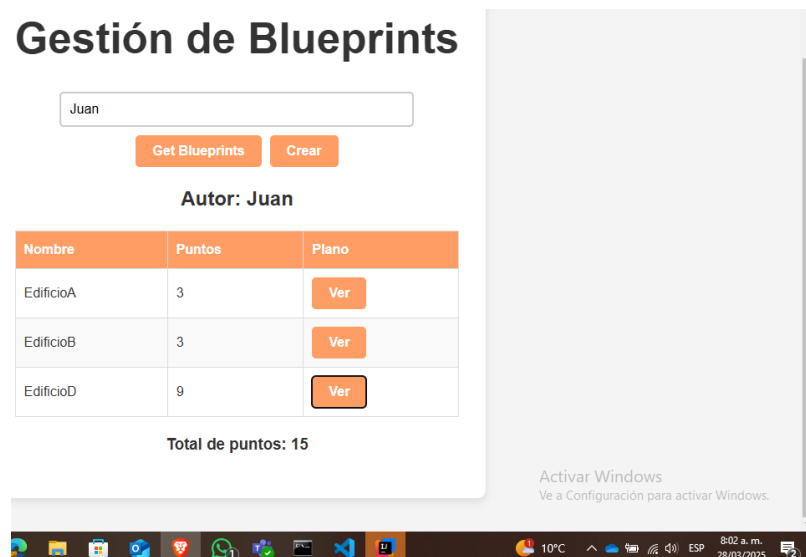 Gestión de Blueprints
Juan
Get Blueprints Crear
Autor: Juan
Nombre Puntos Plano
EdificioA 3 Ver
EdificioB 3 Ver
EdificioD 9 Ver
Total de puntos: 15
Activar Windows
Ve a Configuración para activar Windows.
10°C ESP 8:02 a. m.
28/03/2025